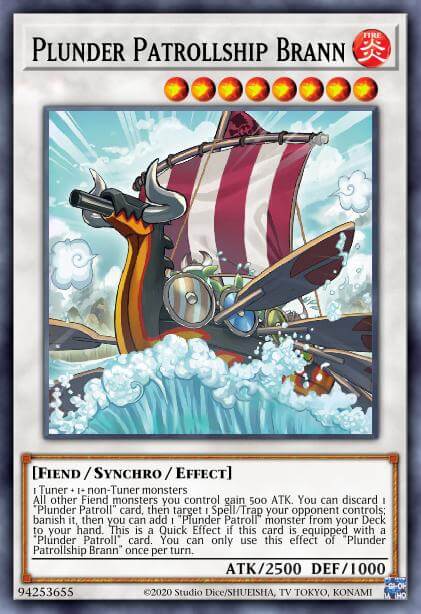 PLUNDER PATROLLSHIP BRANN
FIRE
炎
[FIEND / SYNCHRO / EFFECT]
1 Tuner + 1+ non-Tuner monsters
All other Fiend monsters you control gain 500 ATK. You can discard 1
"Plunder Patroll" card, then target 1 Spell/Trap your opponent controls;
banish it, then you can add 1 "Plunder Patroll" monster from your Deck
to your hand. This is a Quick Effect if this card is equipped with a
"Plunder Patroll" card. You can only use this effect of "Plunder
Patrollship Brann" once per turn.
ATK/2500 DEF/1000
94253655
©2020 Studio Dice/SHUEISHA, TV TOKYO, KONAMI